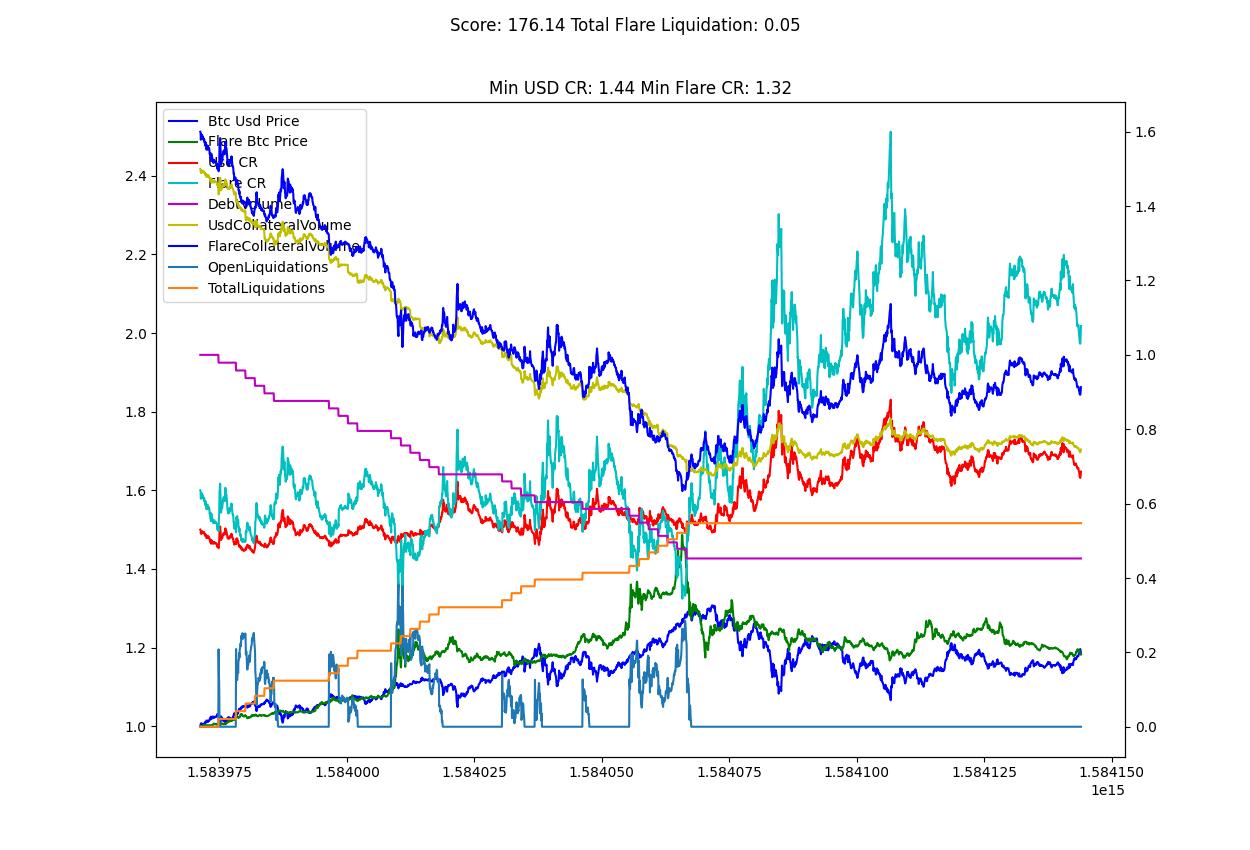 Score: 176.14 Total Flare Liquidation: 0.05
Min USD CR: 1.44 Min Flare CR: 1.32
Btc Usd Price
Flare Btc Price
Usd CR
Flare CR
Debt Volume
UsdCollateralVolume
FlareCollateralVolume
OpenLiquidations
TotalLiquidations
2.4
2.2
2.0
1.8
1.6
1.4
1.2
1.0
1.6
1.4
1.2
1.0
0.8
0.6
0.4
0.2
0.0
1.583975 1.584000 1.584025 1.584050 1.584075 1.584100 1.584125 1.584150
1e15